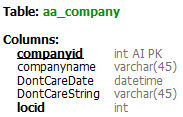 Table: aa_company
Columns:
companyid int AI PK
companyname varchar(45)
DontCareDate datetime
DontCareString varchar(45)
locid int